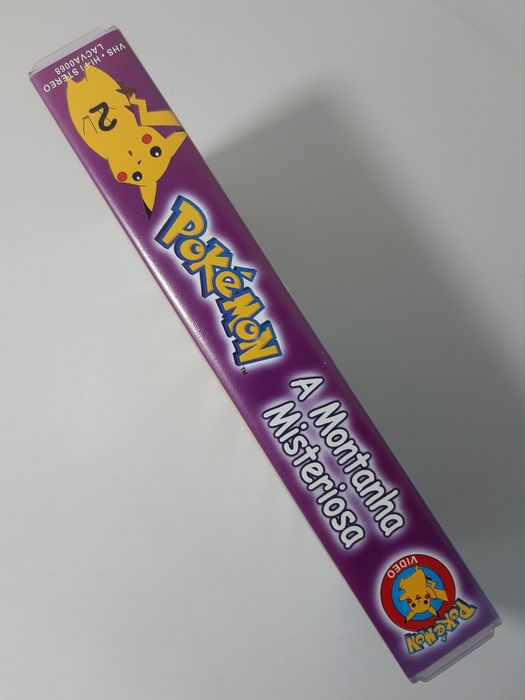 VHS • HI-FI STEREO
LACVA0068
2
POKÉMON
TM
A Montanha
Misteriosa
VIDEO
POKÉMON